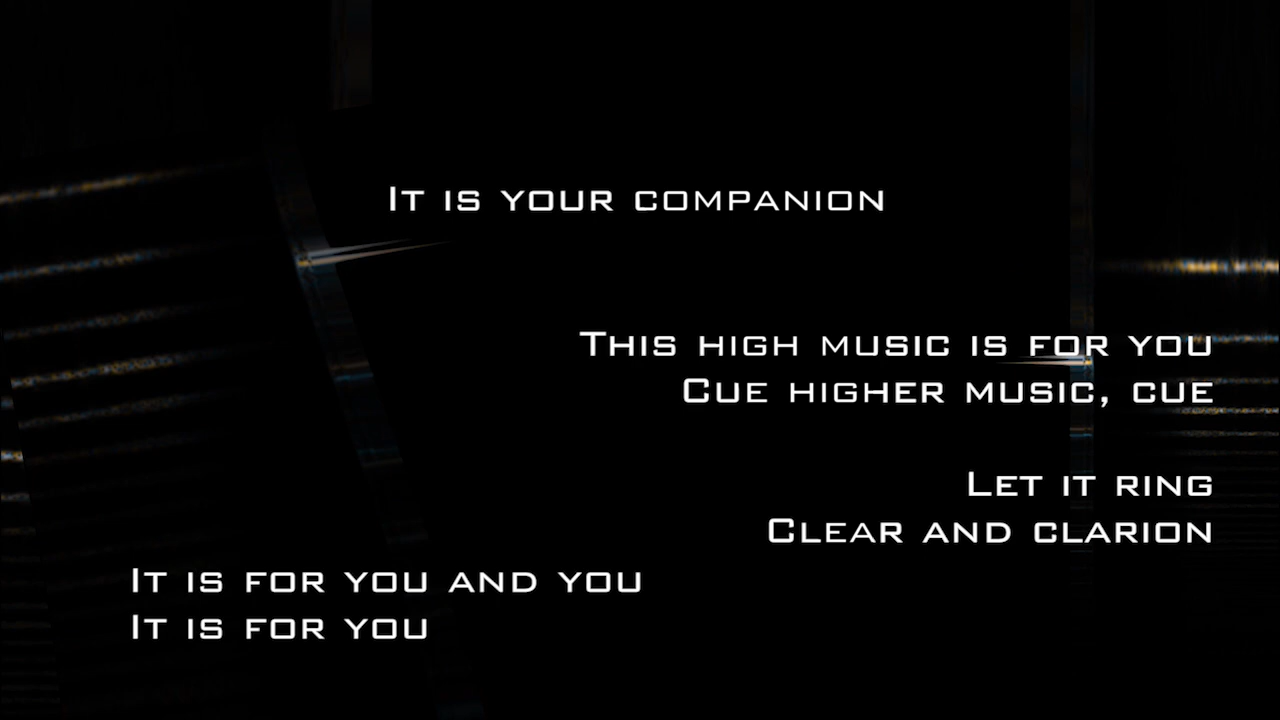 It is your companion
This high music is for you
Cue higher music, cue
Let it ring
Clear and clarion
It is for you and you
It is for you